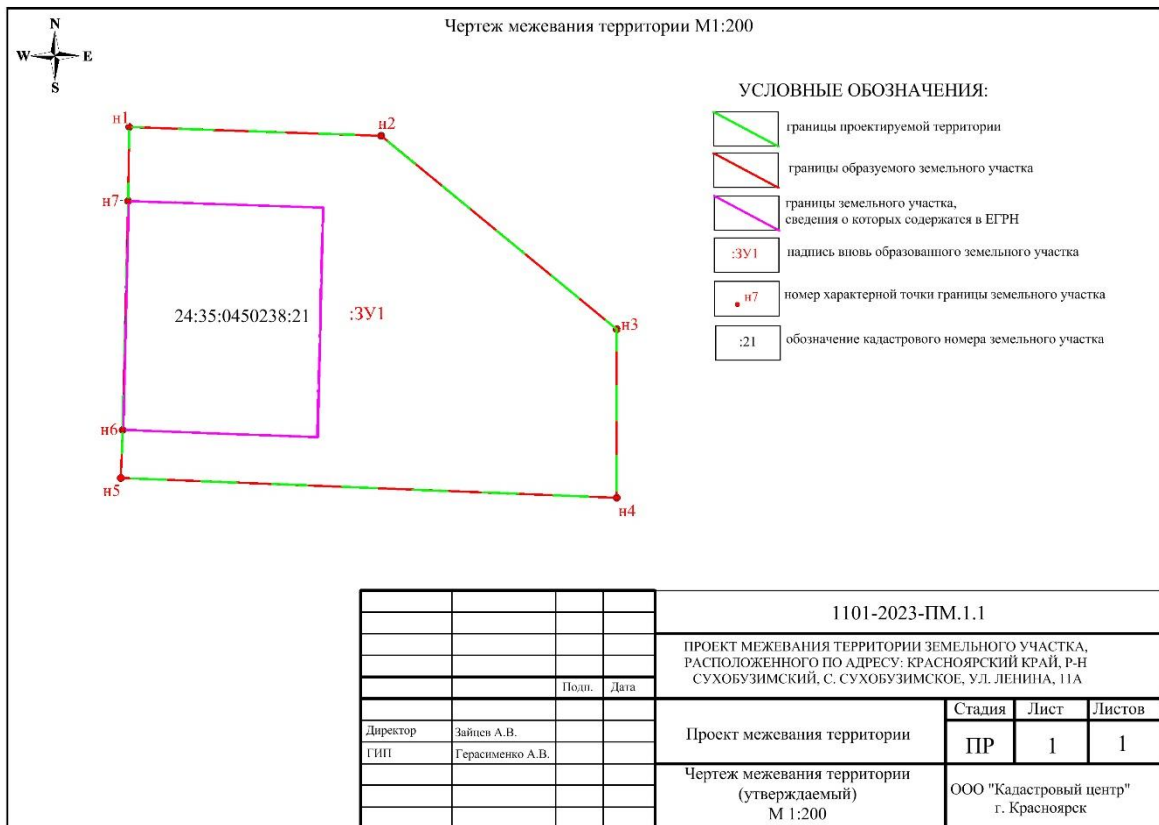 Чертеж межевания территории М1:200
N
W E
S
н1
н2
н7
24:35:0450238:21
:ЗУ1
н3
н6
н5
н4
УСЛОВНЫЕ ОБОЗНАЧЕНИЯ:
границы проектируемой территории
границы образуемого земельного участка
границы земельного участка,
сведения о которых содержатся в ЕГРН
:ЗУ1 надпись вновь образованного земельного участка
н7 номер характерной точки границы земельного участка
:21 обозначение кадастрового номера земельного участка
1101-2023-ПМ.1.1
ПРОЕКТ МЕЖЕВАНИЯ ТЕРРИТОРИИ ЗЕМЕЛЬНОГО УЧАСТКА,
РАСПОЛОЖЕННОГО ПО АДРЕСУ: КРАСНОЯРСКИЙ КРАЙ, Р-Н
СУХОБУЗИМСКИЙ, С. СУХОБУЗИМСКОЕ, УЛ. ЛЕНИНА, 11А
Подп. Дата
Директор Зайцев А.В.
ГИП Герасименко А.В.
Проект межевания территории
Стадия Лист Листов
ПР 1 1
Чертеж межевания территории
(утверждаемый)
М 1:200
ООО "Кадастровый центр"
г. Красноярск